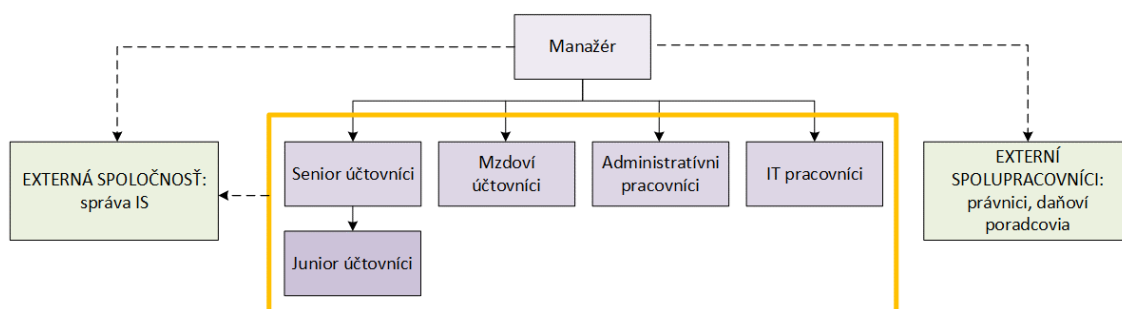 Manažér
EXTERNÁ SPOLOČNOSŤ:
správa IS
Senior účtovníci
Mzdoví
účtovníci
Administratívni
pracovníci
IT pracovníci
EXTERNÍ
SPOLUPRACOVNÍCI:
právnici, daňoví
poradcovia
Junior účtovníci